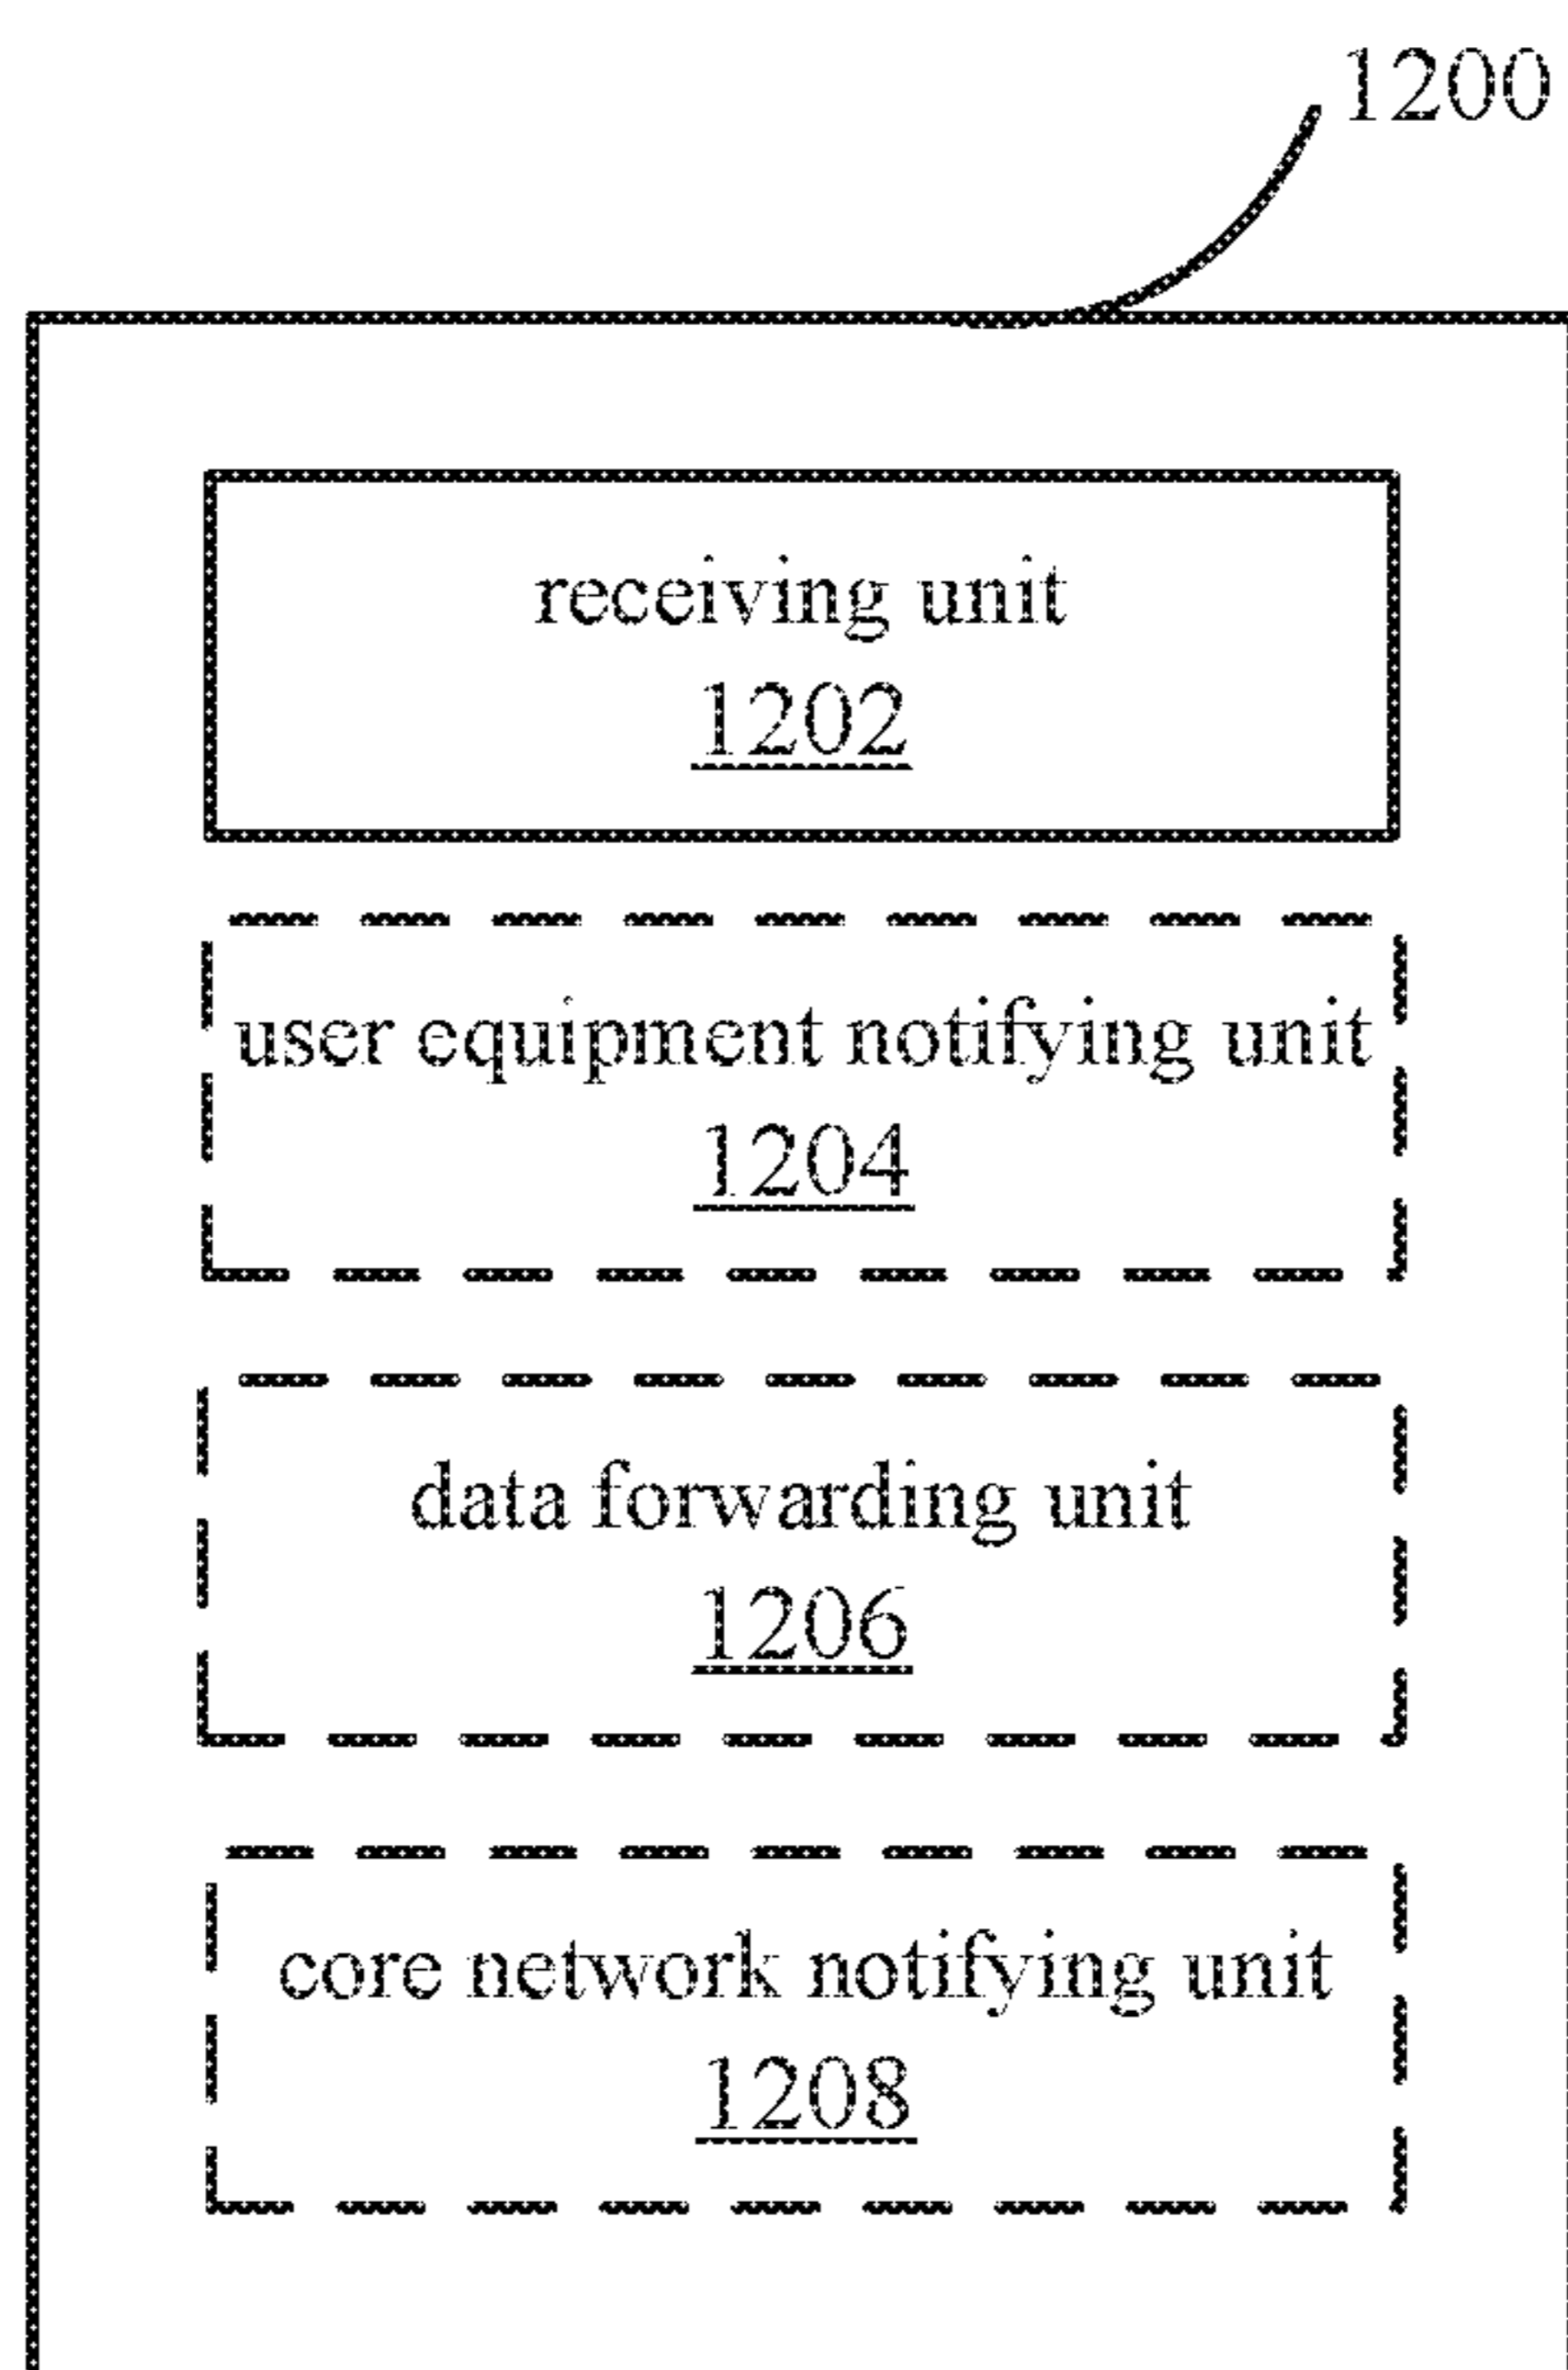 1200
receiving unit
1202
user equipment notifying unit
1204
data forwarding unit
1206
core network notifying unit
1208